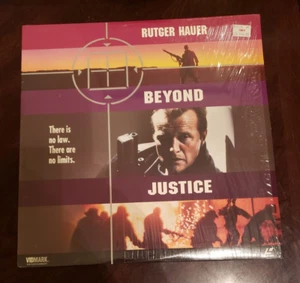 RUTGER HAUER
BEYOND
There is
no law.
There are
no limits.
JUSTICE
VIDMARK